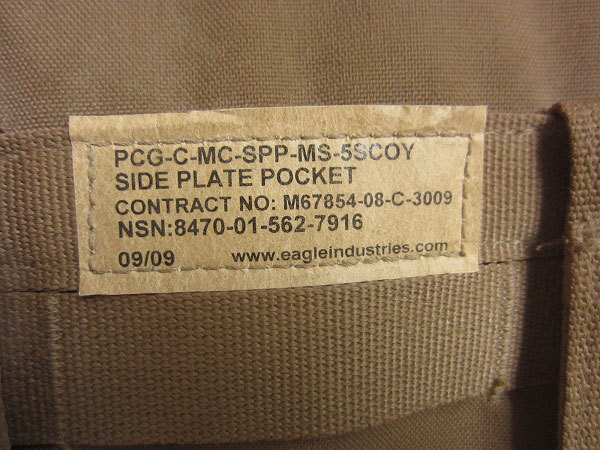 PCG-C-MC-SPP-MS-5SCOY
SIDE PLATE POCKET
CONTRACT NO: M67854-08-C-3009
NSN:8470-01-562-7916
09/09 www.eagleindustries.com